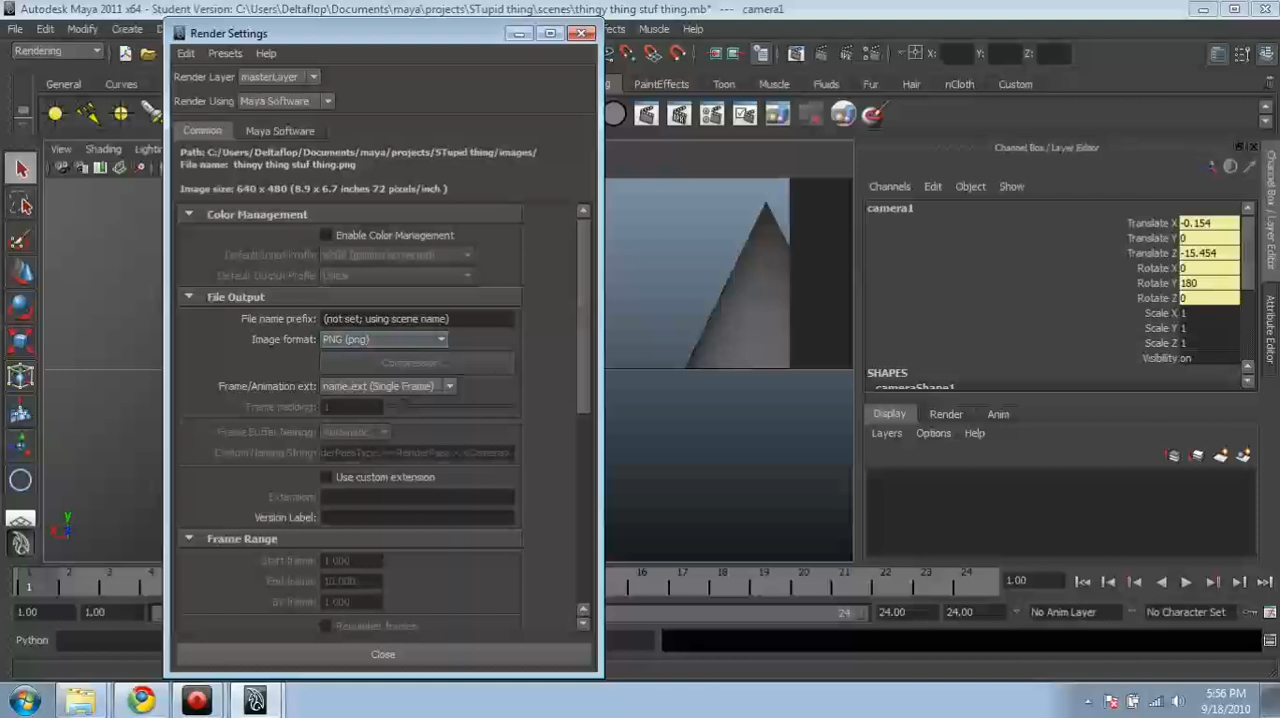 Autodesk Maya 2011 x64 - Student Version: C:\Users\Deltaflop\Documents\maya\projects\STupid thing\scenes\thingy thing stuf thing.mb* --- camera1
File Edit Modify Create
Muscle Help
Render Settings
Edit Presets Help
Rendering
X: Y: Z:
Render Layer masterLayer
Render Using Maya Software
General Curves
PaintEffects Toon Muscle Fluids Fur Hair nCloth Custom
Common Maya Software
View Shading Lighti
Path: C:/Users/Deltaflop/Documents/maya/projects/STupid thing/images/
File name: thingy thing stuf thing.png
Image size: 640 x 480 (8.9 x 6.7 inches 72 pixels/inch )
Color Management
Enable Color Management
Default Input Profile
Default Output Profile Linear
File Output
File name prefix: (not set; using scene name)
Image format: PNG (png)
Compression...
Frame/Animation ext: name.ext (Single Frame)
Frame padding: 1
Frame Buffer Naming: Automatic
Custom Naming String:
Use custom extension
Extension:
Version Label:
Frame Range
Start frame: 1.000
End frame: 10.000
By frame: 1.000
Renumber frames
Close
Channel Box / Layer Editor
Channels Edit Object Show
camera1
Translate X -0.154
Translate Y 0
Translate Z -15.454
Rotate X 0
Rotate Y 180
Rotate Z 0
Scale X 1
Scale Y 1
Scale Z 1
Visibility on
SHAPES
cameraShape1
Display Render Anim
Layers Options Help
Channel Box / Layer Editor
Attribute Editor
y
1 2 3 4
16 17 18 19 20 21 22 23 24
1
1.00
1.00 1.00
24
24.00 24.00 No Anim Layer No Character Set
Python
5:56 PM
9/18/2010